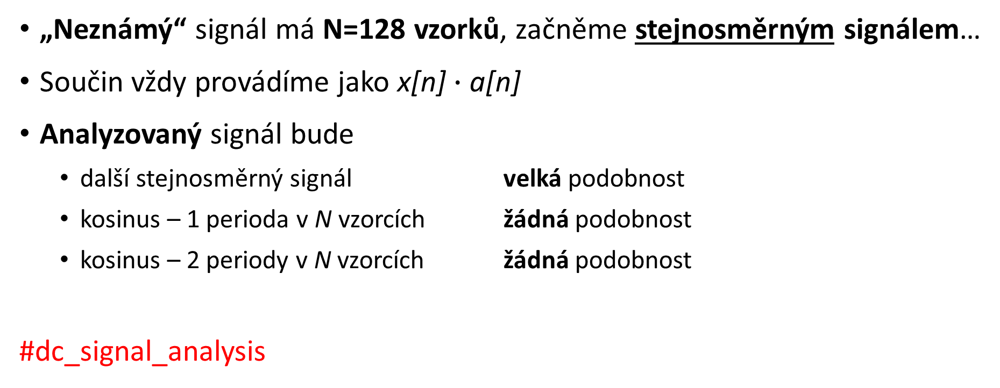 • „Neznámý“ signál má N=128 vzorků, začněme stejnosměrným signálem…
• Součin vždy provádíme jako x[n] · a[n]
• Analyzovaný signál bude
• další stejnosměrný signál velká podobnost
• kosinus – 1 perioda v N vzorcích žádná podobnost
• kosinus – 2 periody v N vzorcích žádná podobnost
#dc_signal_analysis